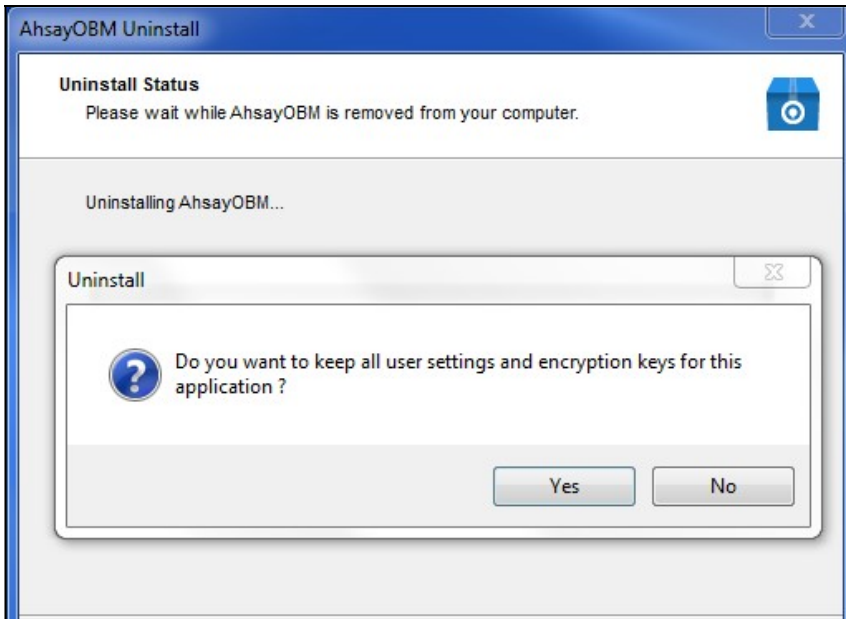 AhsayOBM Uninstall
Uninstall Status
Please wait while AhsayOBM is removed from your computer.
Uninstalling AhsayOBM...
Uninstall
Do you want to keep all user settings and encryption keys for this
application ?
Yes
No